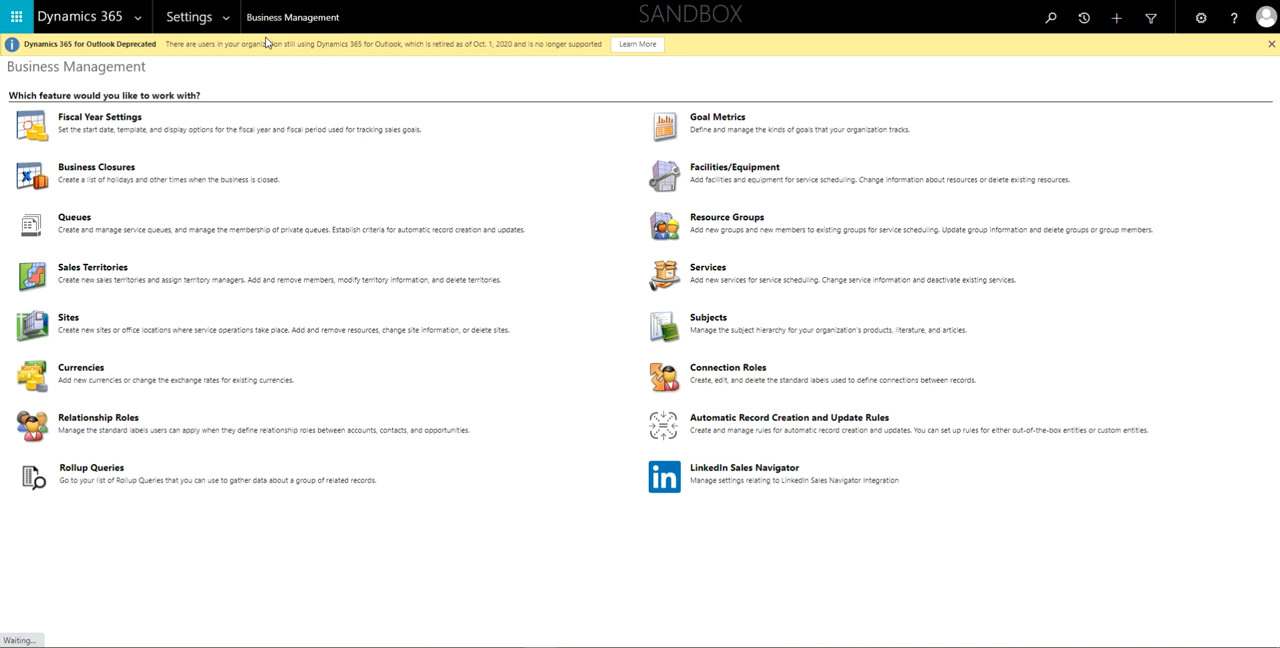 Dynamics 365 Settings Business Management SANDBOX ?
Dynamics 365 for Outlook Deprecated There are users in your organization still using Dynamics 365 for Outlook, which is retired as of Oct. 1, 2020 and is no longer supported Learn More
Business Management
Which feature would you like to work with?
Fiscal Year Settings
Set the start date, template, and display options for the fiscal year and fiscal period used for tracking sales goals.
Goal Metrics
Define and manage the kinds of goals that your organization tracks.
Business Closures
Create a list of holidays and other times when the business is closed.
Facilities/Equipment
Add facilities and equipment for service scheduling. Change information about resources or delete existing resources.
Queues
Create and manage service queues, and manage the membership of private queues. Establish criteria for automatic record creation and updates.
Resource Groups
Add new groups and new members to existing groups for service scheduling. Update group information and delete groups or group members.
Sales Territories
Create new sales territories and assign territory managers. Add and remove members, modify territory information, and delete territories.
Services
Add new services for service scheduling. Change service information and deactivate existing services.
Sites
Create new sites or office locations where service operations take place. Add and remove resources, change site information, or delete sites.
Subjects
Manage the subject hierarchy for your organization's products, literature, and articles.
Currencies
Add new currencies or change the exchange rates for existing currencies.
Connection Roles
Create, edit, and delete the standard labels used to define connections between records.
Relationship Roles
Manage the standard labels users can apply when they define relationship roles between accounts, contacts, and opportunities.
Automatic Record Creation and Update Rules
Create and manage rules for automatic record creation and updates. You can set up rules for either out-of-the-box entities or custom entities.
Rollup Queries
Go to your list of Rollup Queries that you can use to gather data about a group of related records.
in
LinkedIn Sales Navigator
Manage settings relating to LinkedIn Sales Navigator Integration
Waiting...